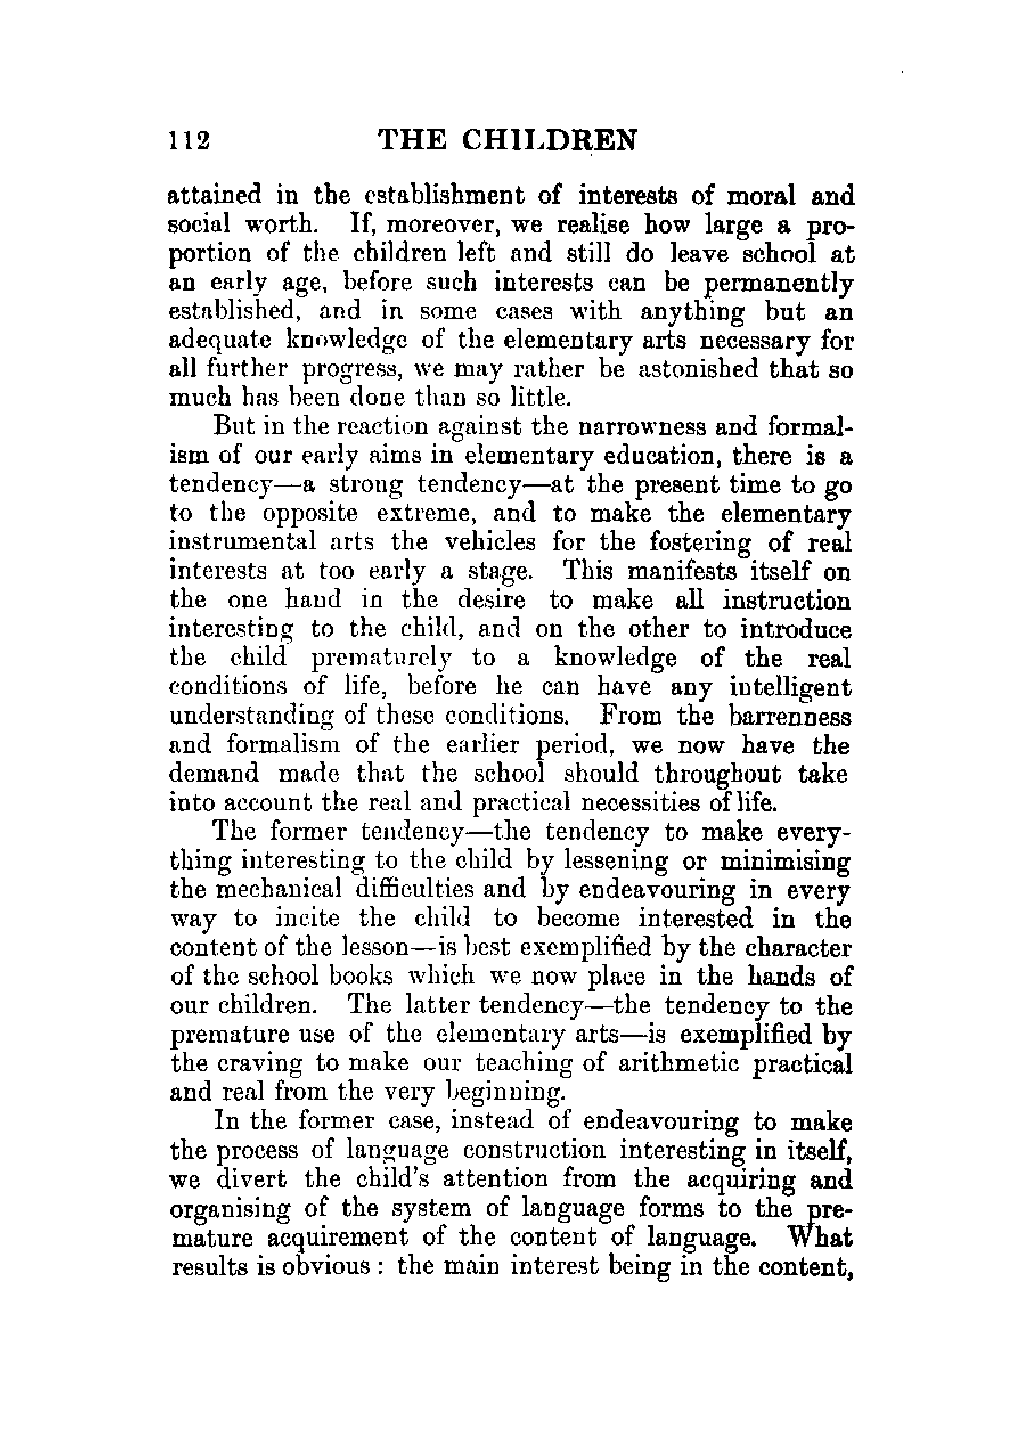 112 THE CHILDREN
attained in the establishment of interests of moral and
social worth. If, moreover, we realise how large a pro-
portion of the children left and still do leave school at
an early age, before such interests can be permanently
established, and in some cases with anything but an
adequate knowledge of the elementary arts necessary for
all further progress, we may rather be astonished that so
much has been done than so little.
But in the reaction against the narrowness and formal-
ism of our early aims in elementary education, there is a
tendency—a strong tendency—at the present time to go
to the opposite extreme, and to make the elementary
instrumental arts the vehicles for the fostering of real
interests at too early a stage. This manifests itself on
the one hand in the desire to make all instruction
interesting to the child, and on the other to introduce
the child prematurely to a knowledge of the real
conditions of life, before he can have any intelligent
understanding of these conditions. From the barrenness
and formalism of the earlier period, we now have the
demand made that the school should throughout take
into account the real and practical necessities of life.
The former tendency—the tendency to make every-
thing interesting to the child by lessening or minimising
the mechanical difficulties and by endeavouring in every
way to incite the child to become interested in the
content of the lesson—is best exemplified by the character
of the school books which we now place in the hands of
our children. The latter tendency—the tendency to the
premature use of the elementary arts—is exemplified by
the craving to make our teaching of arithmetic practical
and real from the very beginning.
In the former case, instead of endeavouring to make
the process of language construction interesting in itself,
we divert the child's attention from the acquiring and
organising of the system of language forms to the pre-
mature acquirement of the content of language. What
results is obvious : the main interest being in the content,